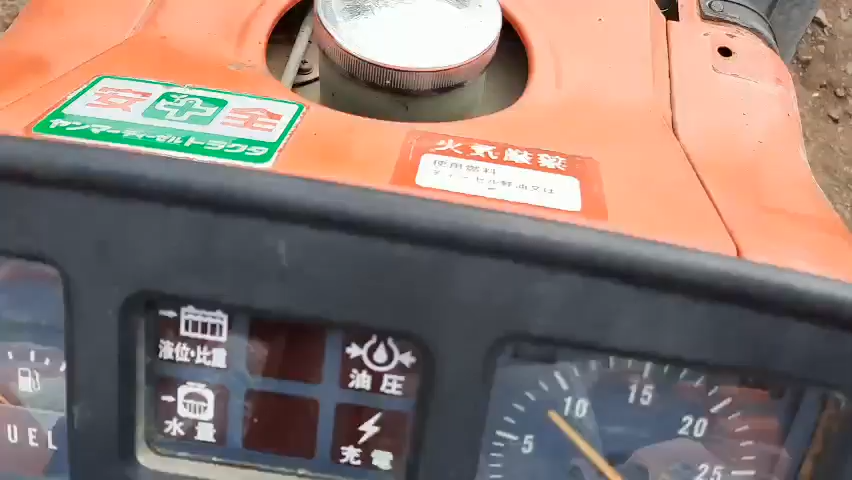 安全
ヤンマーディーゼルトラクタ
火気厳禁
使用燃料
ディーゼル軽油又は
液位・比重
油圧
水量
充電
UEL
5
10
15
20
25